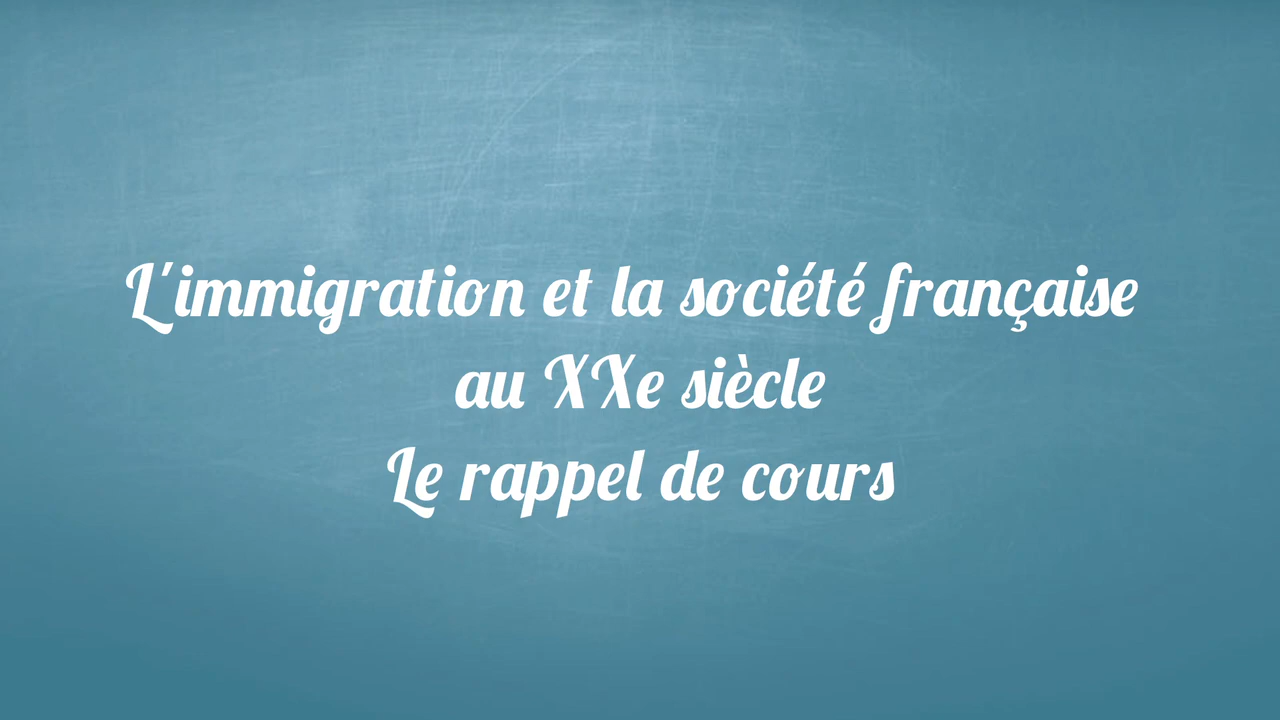 L'immigration et la société française
au XXe siècle
Le rappel de cours